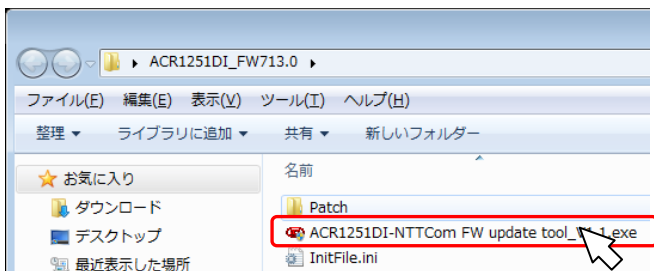 ACR1251DI_FW713.0
ファイル(F) 編集(E) 表示(V) ツール(T) ヘルプ(H)
整理 ライブラリに追加 共有 新しいフォルダー
お気に入り
ダウンロード
デスクトップ
最近表示した場所
名前
Patch
ACR1251DI-NTTCom FW update tool_V1.1.exe
InitFile.ini